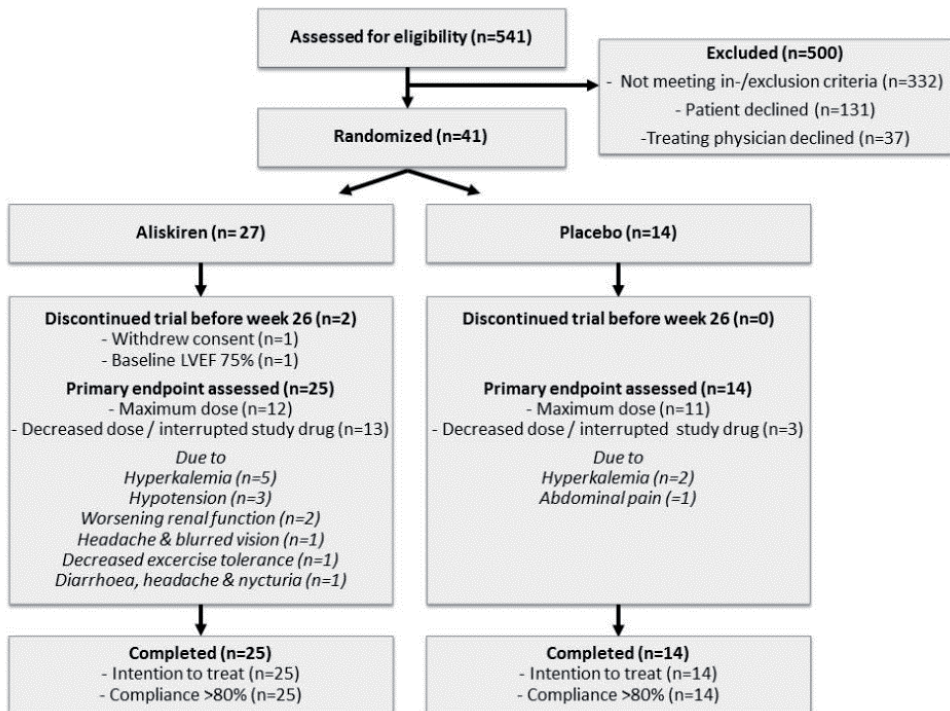 Assessed for eligibility (n=541)
Excluded (n=500)
- Not meeting in-/exclusion criteria (n=332)
- Patient declined (n=131)
-Treating physician declined (n=37)
Randomized (n=41)
Aliskiren (n= 27)
Placebo (n=14)
Discontinued trial before week 26 (n=2)
- Withdrew consent (n=1)
- Baseline LVEF 75% (n=1)
Primary endpoint assessed (n=25)
- Maximum dose (n=12)
- Decreased dose / interrupted study drug (n=13)
Due to
Hyperkalemia (n=5)
Hypotension (n=3)
Worsening renal function (n=2)
Headache & blurred vision (n=1)
Decreased excercise tolerance (n=1)
Diarrhoea, headache & nycturia (n=1)
Discontinued trial before week 26 (n=0)
Primary endpoint assessed (n=14)
- Maximum dose (n=11)
- Decreased dose / interrupted study drug (n=3)
Due to
Hyperkalemia (n=2)
Abdominal pain (=1)
Completed (n=25)
- Intention to treat (n=25)
- Compliance >80% (n=25)
Completed (n=14)
- Intention to treat (n=14)
- Compliance >80% (n=14)